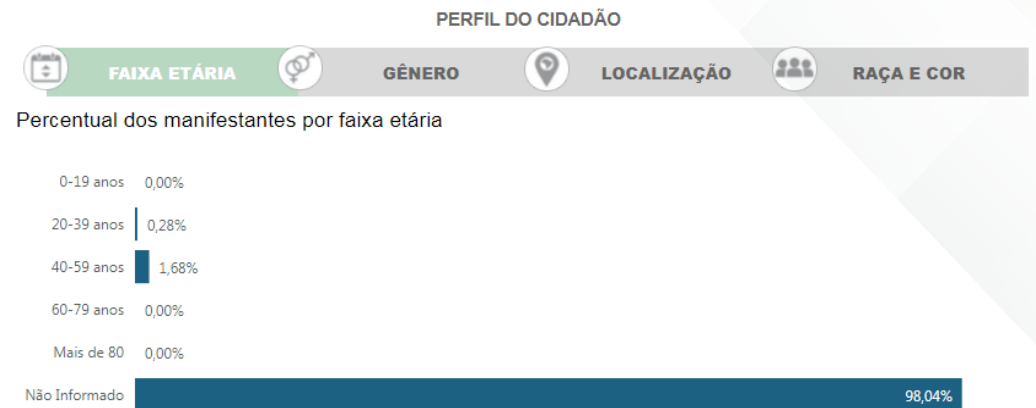 PERFIL DO CIDADÃO
FAIXA ETÁRIA GÊNERO LOCALIZAÇÃO RAÇA E COR
Percentual dos manifestantes por faixa etária
0-19 anos 0,00%
20-39 anos 0,28%
40-59 anos 1,68%
60-79 anos 0,00%
Mais de 80 0,00%
Não Informado 98,04%